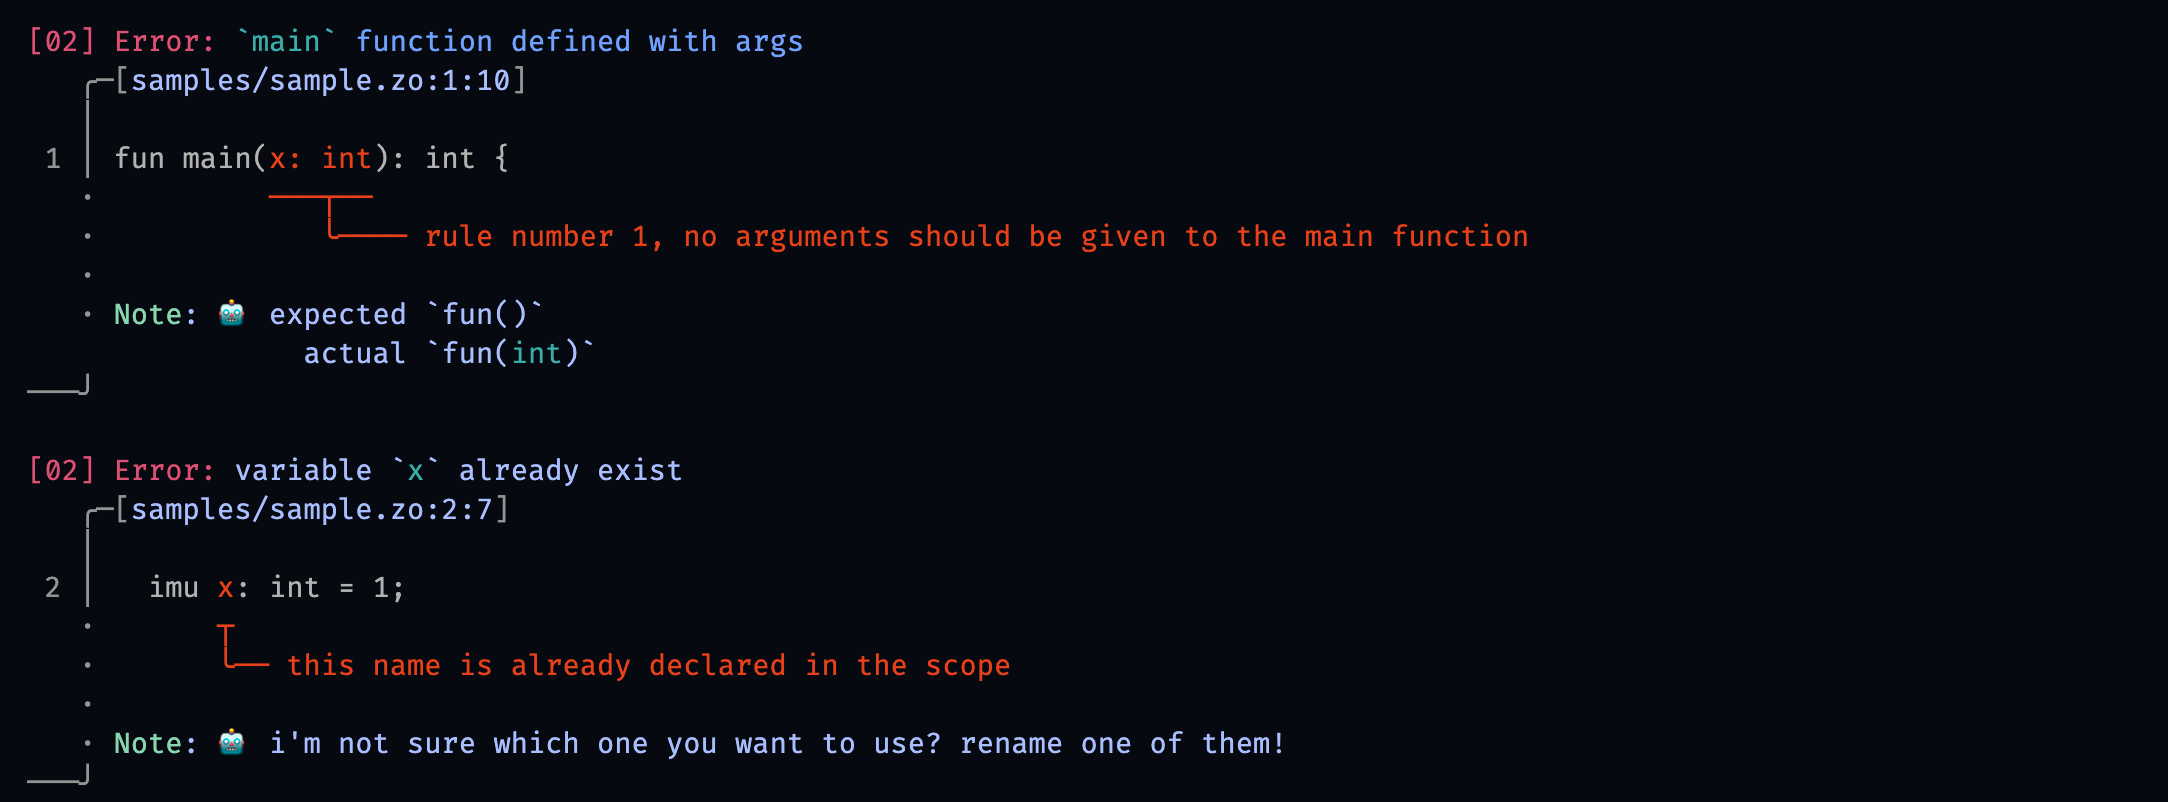 [02] Error: `main` function defined with args
[samples/sample.zo:1:10]
1 fun main(x: int): int {
rule number 1, no arguments should be given to the main function
Note: 🤖 expected `fun()`
actual `fun(int)`
[02] Error: variable `x` already exist
[samples/sample.zo:2:7]
2 imu x: int = 1;
this name is already declared in the scope
Note: 🤖 i'm not sure which one you want to use? rename one of them!